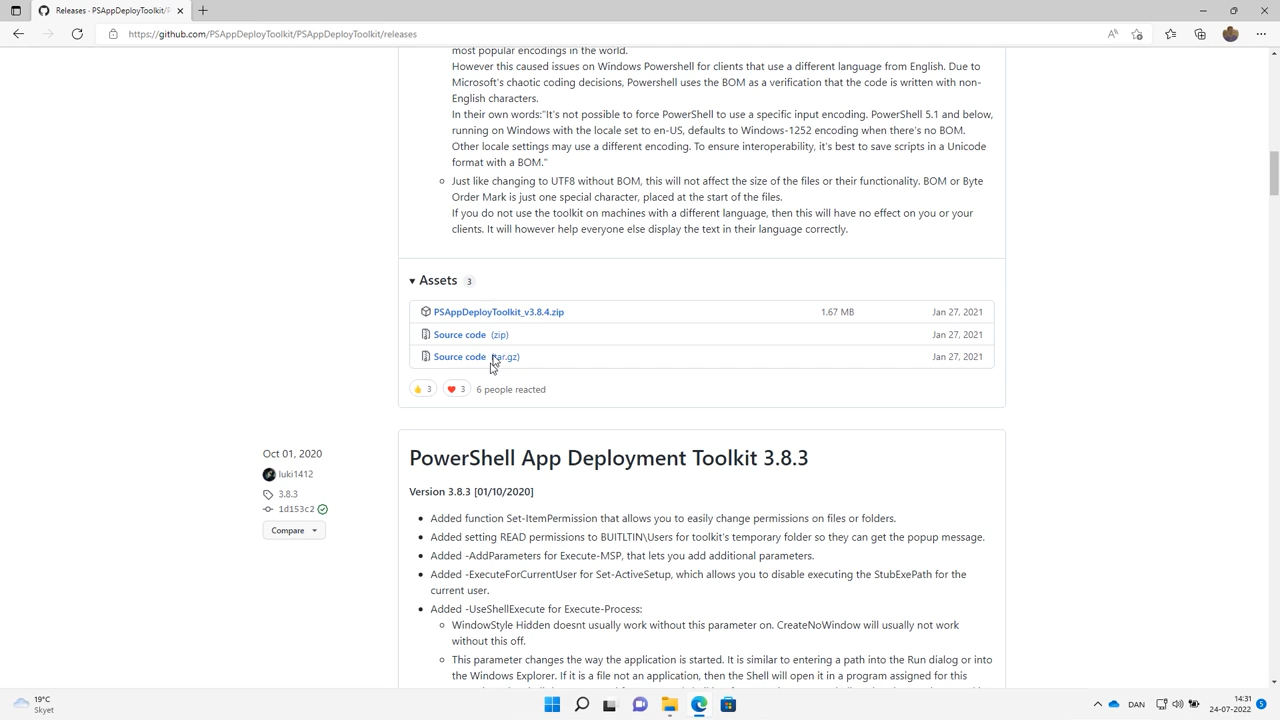 Releases · PSAppDeployToolkit/P
https://github.com/PSAppDeployToolkit/PSAppDeployToolkit/releases
most popular encodings in the world.
However this caused issues on Windows Powershell for clients that use a different language from English. Due to
Microsoft's chaotic coding decisions, Powershell uses the BOM as a verification that the code is written with non-
English characters.
In their own words:"It's not possible to force PowerShell to use a specific input encoding. PowerShell 5.1 and below,
running on Windows with the locale set to en-US, defaults to Windows-1252 encoding when there's no BOM.
Other locale settings may use a different encoding. To ensure interoperability, it's best to save scripts in a Unicode
format with a BOM."
Just like changing to UTF8 without BOM, this will not affect the size of the files or their functionality. BOM or Byte
Order Mark is just one special character, placed at the start of the files.
If you do not use the toolkit on machines with a different language, then this will have no effect on you or your
clients. It will however help everyone else display the text in their language correctly.
Assets 3
PSAppDeployToolkit_v3.8.4.zip 1.67 MB Jan 27, 2021
Source code (zip) Jan 27, 2021
Source code (tar.gz) Jan 27, 2021
3 3 6 people reacted
Oct 01, 2020
luki1412
3.8.3
1d153c2
Compare
PowerShell App Deployment Toolkit 3.8.3
Version 3.8.3 [01/10/2020]
Added function Set-ItemPermission that allows you to easily change permissions on files or folders.
Added setting READ permissions to BUILTLIN\Users for toolkit's temporary folder so they can get the popup message.
Added -AddParameters for Execute-MSP, that lets you add additional parameters.
Added -ExecuteForCurrentUser for Set-ActiveSetup, which allows you to disable executing the StubExePath for the
current user.
Added -UseShellExecute for Execute-Process:
WindowStyle Hidden doesnt usually work without this parameter on. CreateNoWindow will usually not work
without this off.
This parameter changes the way the application is started. It is similar to entering a path into the Run dialog or into
the Windows Explorer. If it is a file not an application, then the Shell will open it in a program assigned for this
19°C
Skyet
DAN
14:31
24-07-2022
5